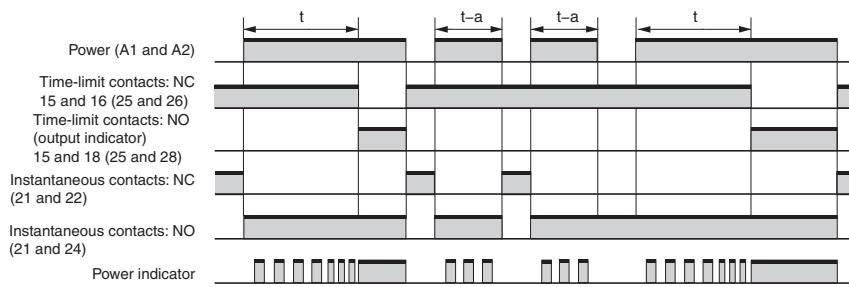 t
t−a
t−a
t
Power (A1 and A2)
Time-limit contacts: NC
15 and 16 (25 and 26)
Time-limit contacts: NO
(output indicator)
15 and 18 (25 and 28)
Instantaneous contacts: NC
(21 and 22)
Instantaneous contacts: NO
(21 and 24)
Power indicator